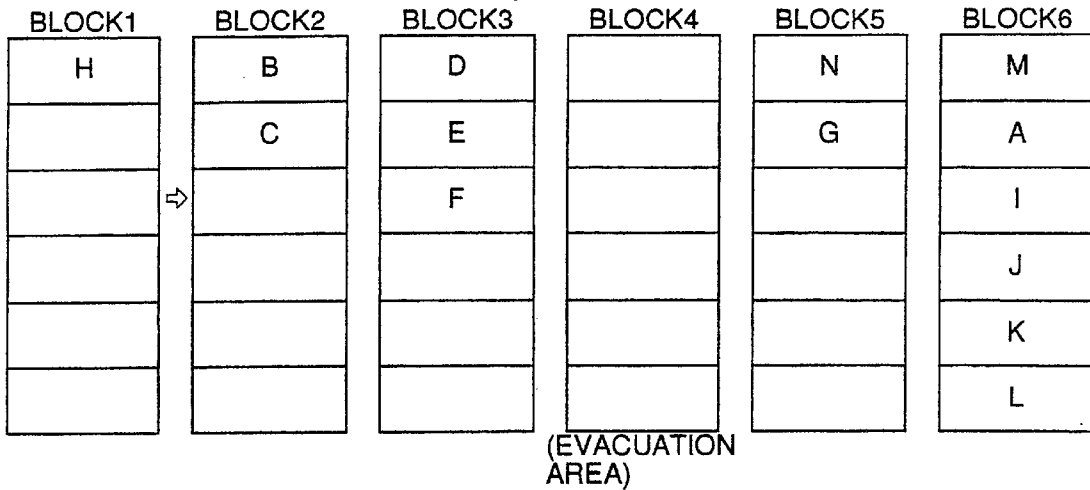 BLOCK1 BLOCK2 BLOCK3 BLOCK4 BLOCK5 BLOCK6
H B D N M
C E G A
⇨ F I
J
K
L
(EVACUATION
AREA)